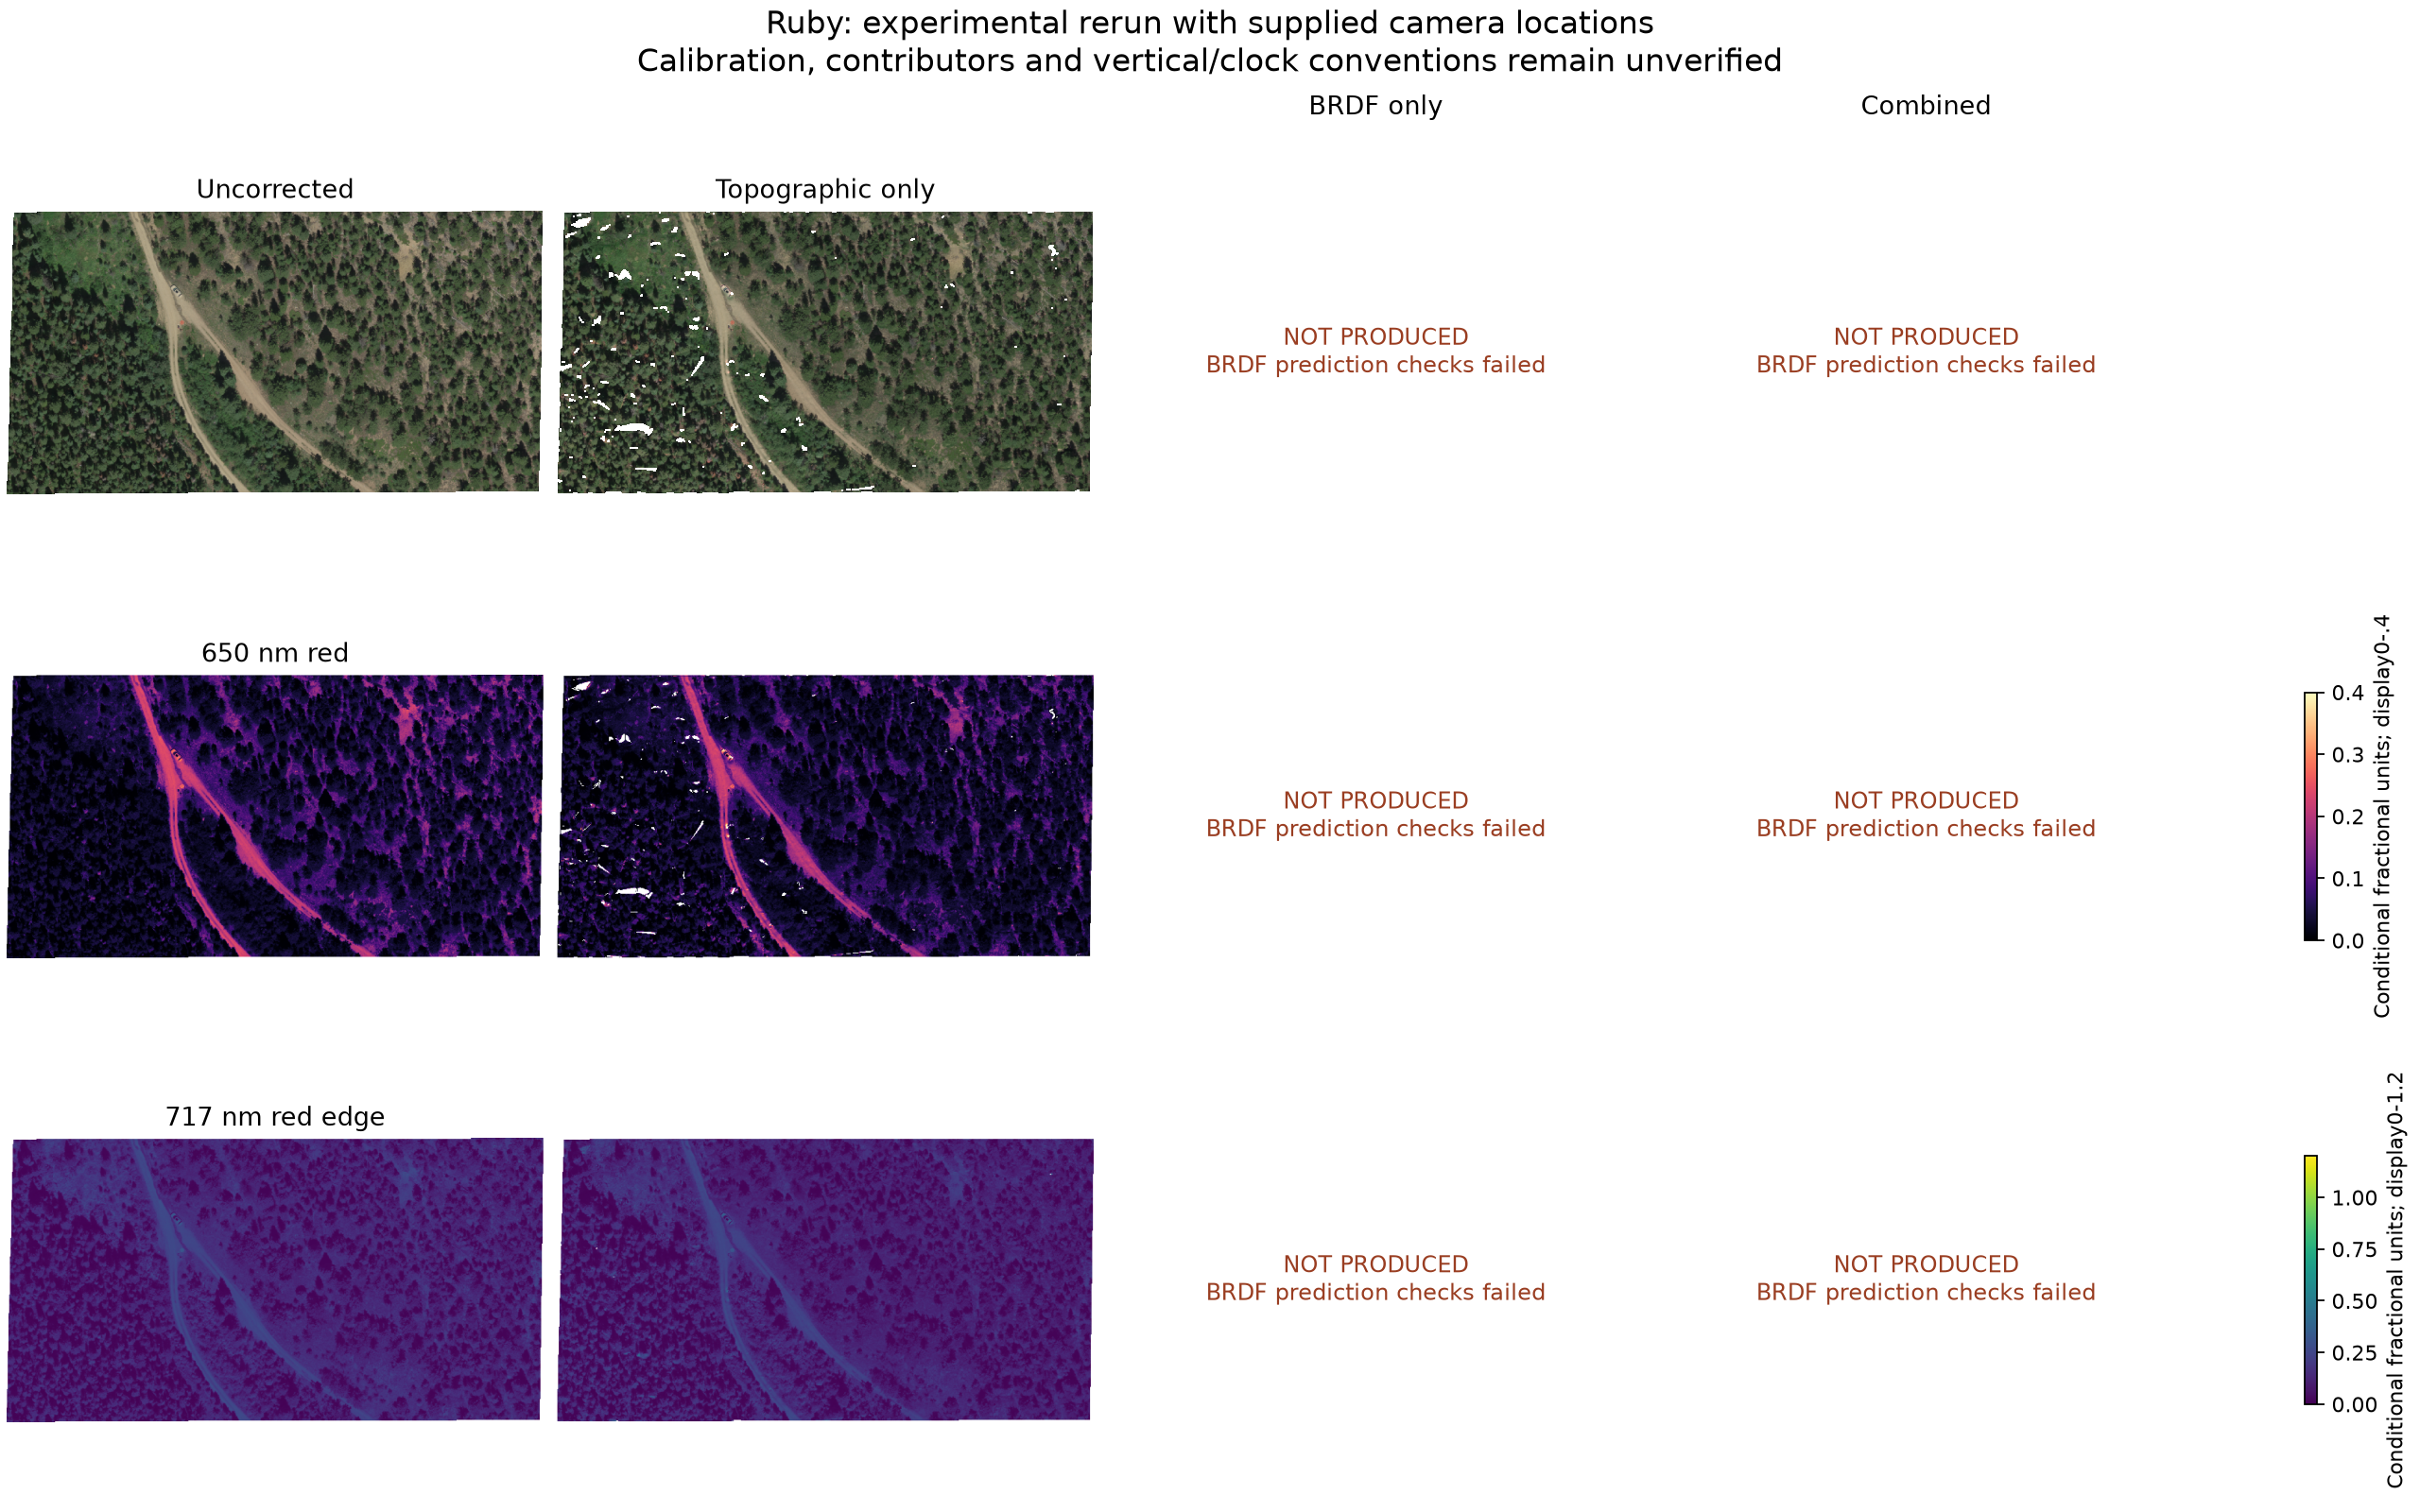 Ruby: experimental rerun with supplied camera locations
Calibration, contributors and vertical/clock conventions remain unverified
BRDF only
Combined
Uncorrected
Topographic only
NOT PRODUCED
BRDF prediction checks failed
NOT PRODUCED
BRDF prediction checks failed
650 nm red
NOT PRODUCED
BRDF prediction checks failed
NOT PRODUCED
BRDF prediction checks failed
0.4
0.3
0.2
0.1
0.0
Conditional fractional units; display0-.4
717 nm red edge
NOT PRODUCED
BRDF prediction checks failed
NOT PRODUCED
BRDF prediction checks failed
1.00
0.75
0.50
0.25
0.00
Conditional fractional units; display0-1.2